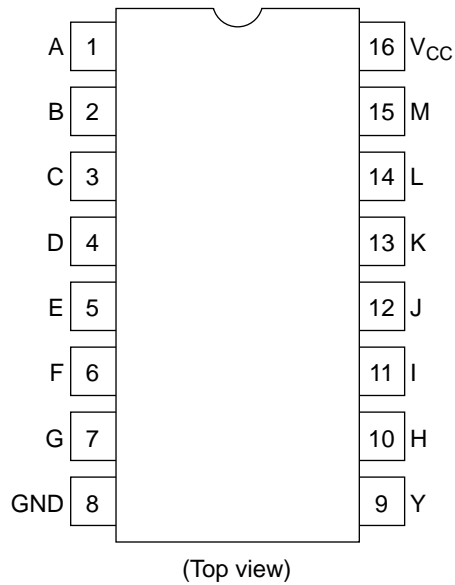 A 1 16 VCC
B 2 15 M
C 3 14 L
D 4 13 K
E 5 12 J
F 6 11 I
G 7 10 H
GND 8 9 Y
(Top view)